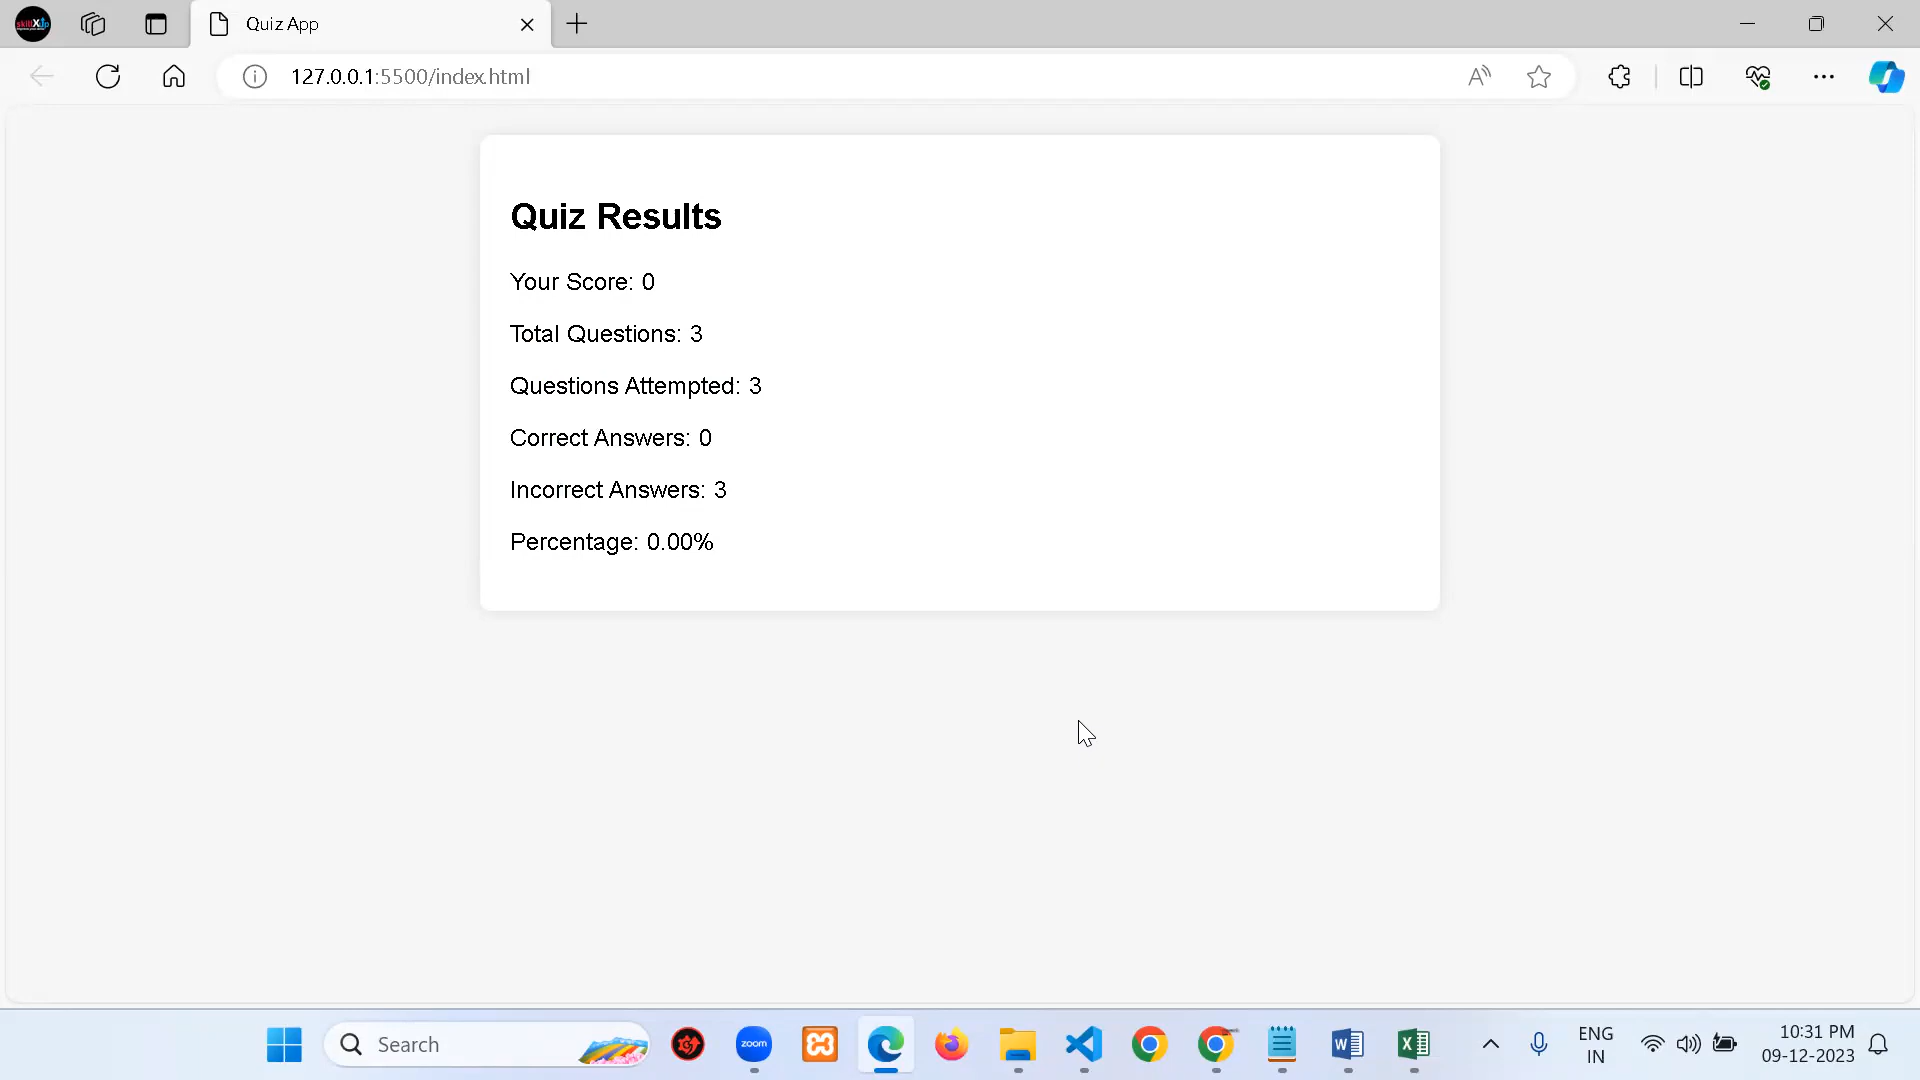 Quiz App
127.0.0.1:5500/index.html
Quiz Results
Your Score: 0
Total Questions: 3
Questions Attempted: 3
Correct Answers: 0
Incorrect Answers: 3
Percentage: 0.00%
Search
zoom
ENG
IN
10:31 PM
09-12-2023